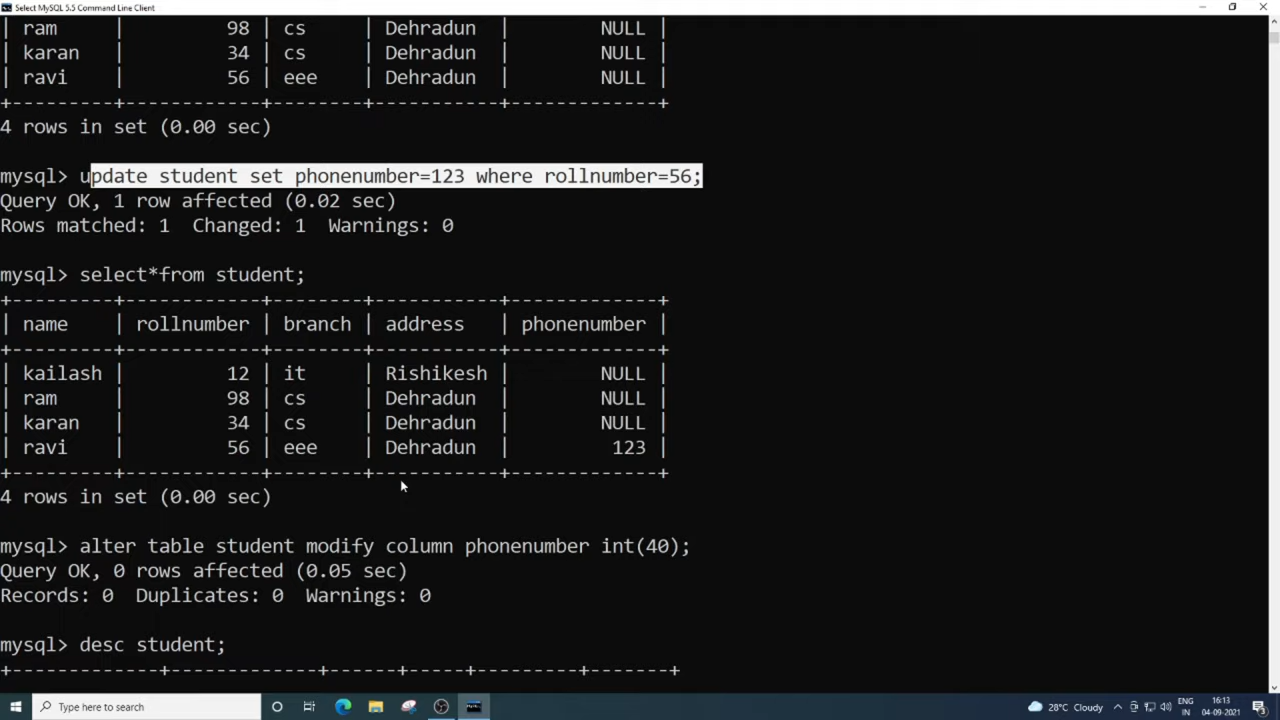 Select MySQL 5.5 Command Line Client
| ram     |         98 | cs     | Dehradun  |        NULL |
| karan   |         34 | cs     | Dehradun  |        NULL |
| ravi    |         56 | eee    | Dehradun  |        NULL |
+---------+------------+--------+-----------+-------------+
4 rows in set (0.00 sec)
mysql> update student set phonenumber=123 where rollnumber=56;
Query OK, 1 row affected (0.02 sec)
Rows matched: 1  Changed: 1  Warnings: 0
mysql> select*from student;
+---------+------------+--------+-----------+-------------+
| name    | rollnumber | branch | address   | phonenumber |
+---------+------------+--------+-----------+-------------+
| kailash |         12 | it     | Rishikesh |        NULL |
| ram     |         98 | cs     | Dehradun  |        NULL |
| karan   |         34 | cs     | Dehradun  |        NULL |
| ravi    |         56 | eee    | Dehradun  |         123 |
+---------+------------+--------+-----------+-------------+
4 rows in set (0.00 sec)
mysql> alter table student modify column phonenumber int(40);
Query OK, 0 rows affected (0.05 sec)
Records: 0  Duplicates: 0  Warnings: 0
mysql> desc student;
+-------------+-------------+------+-----+---------+-------+
Type here to search
28°C Cloudy
ENG
IN
16:13
04-09-2021
3